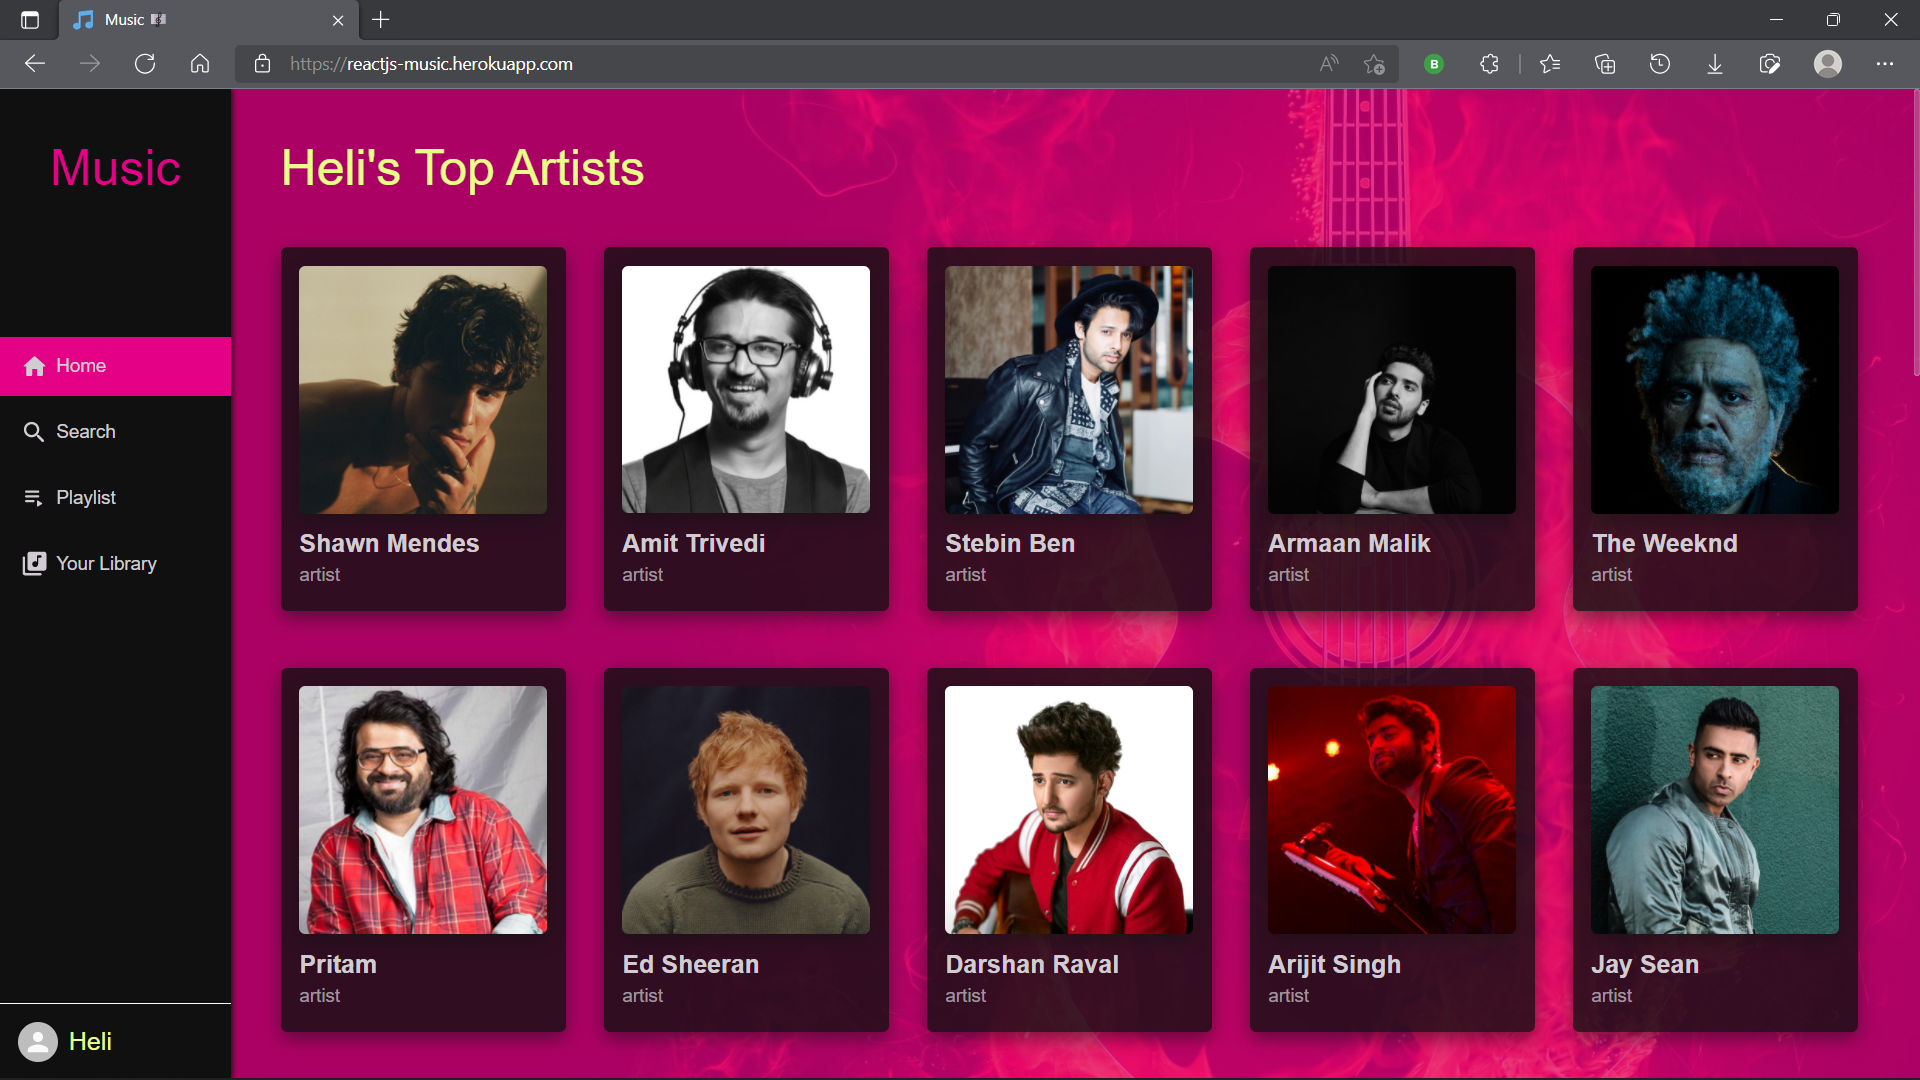 Music
https://reactjs-music.herokuapp.com
B
Music
Home
Search
Playlist
Your Library
Heli
Heli's Top Artists
Shawn Mendes
artist
Amit Trivedi
artist
Stebin Ben
artist
Armaan Malik
artist
The Weeknd
artist
Pritam
artist
Ed Sheeran
artist
Darshan Raval
artist
Arijit Singh
artist
Jay Sean
artist